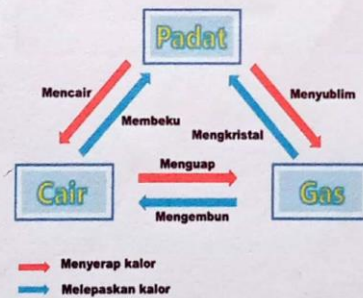 Padat
Mencair
Menyublim
Membeku
Mengkristal
Menguap
Cair
Gas
Mengembun
Menyerap kalor
Melepaskan kalor